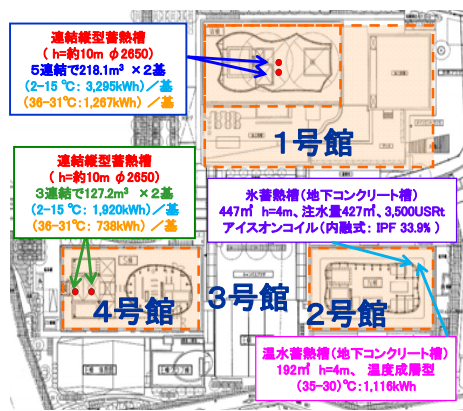 連結縦型蓄熱槽
( h=約10m φ2650)
5連結で218.1m³ ×2基
(2-15 ℃: 3,295kWh)/基
(36-31℃:1,267kWh)/基
1号館
連結縦型蓄熱槽
( h=約10m φ2650)
3連結で127.2m³ ×2基
(2-15 ℃: 1,920kWh)/基
(36-31℃: 738kWh)/基
氷蓄熱槽(地下コンクリート槽)
447㎥ h=4m、注水量427㎥、3,500USRt
アイスオンコイル(内融式: IPF 33.9% )
4号館
3号館
2号館
温水蓄熱槽(地下コンクリート槽)
192㎥ h=4m、 温度成層型
(35-30)℃:1,116kWh